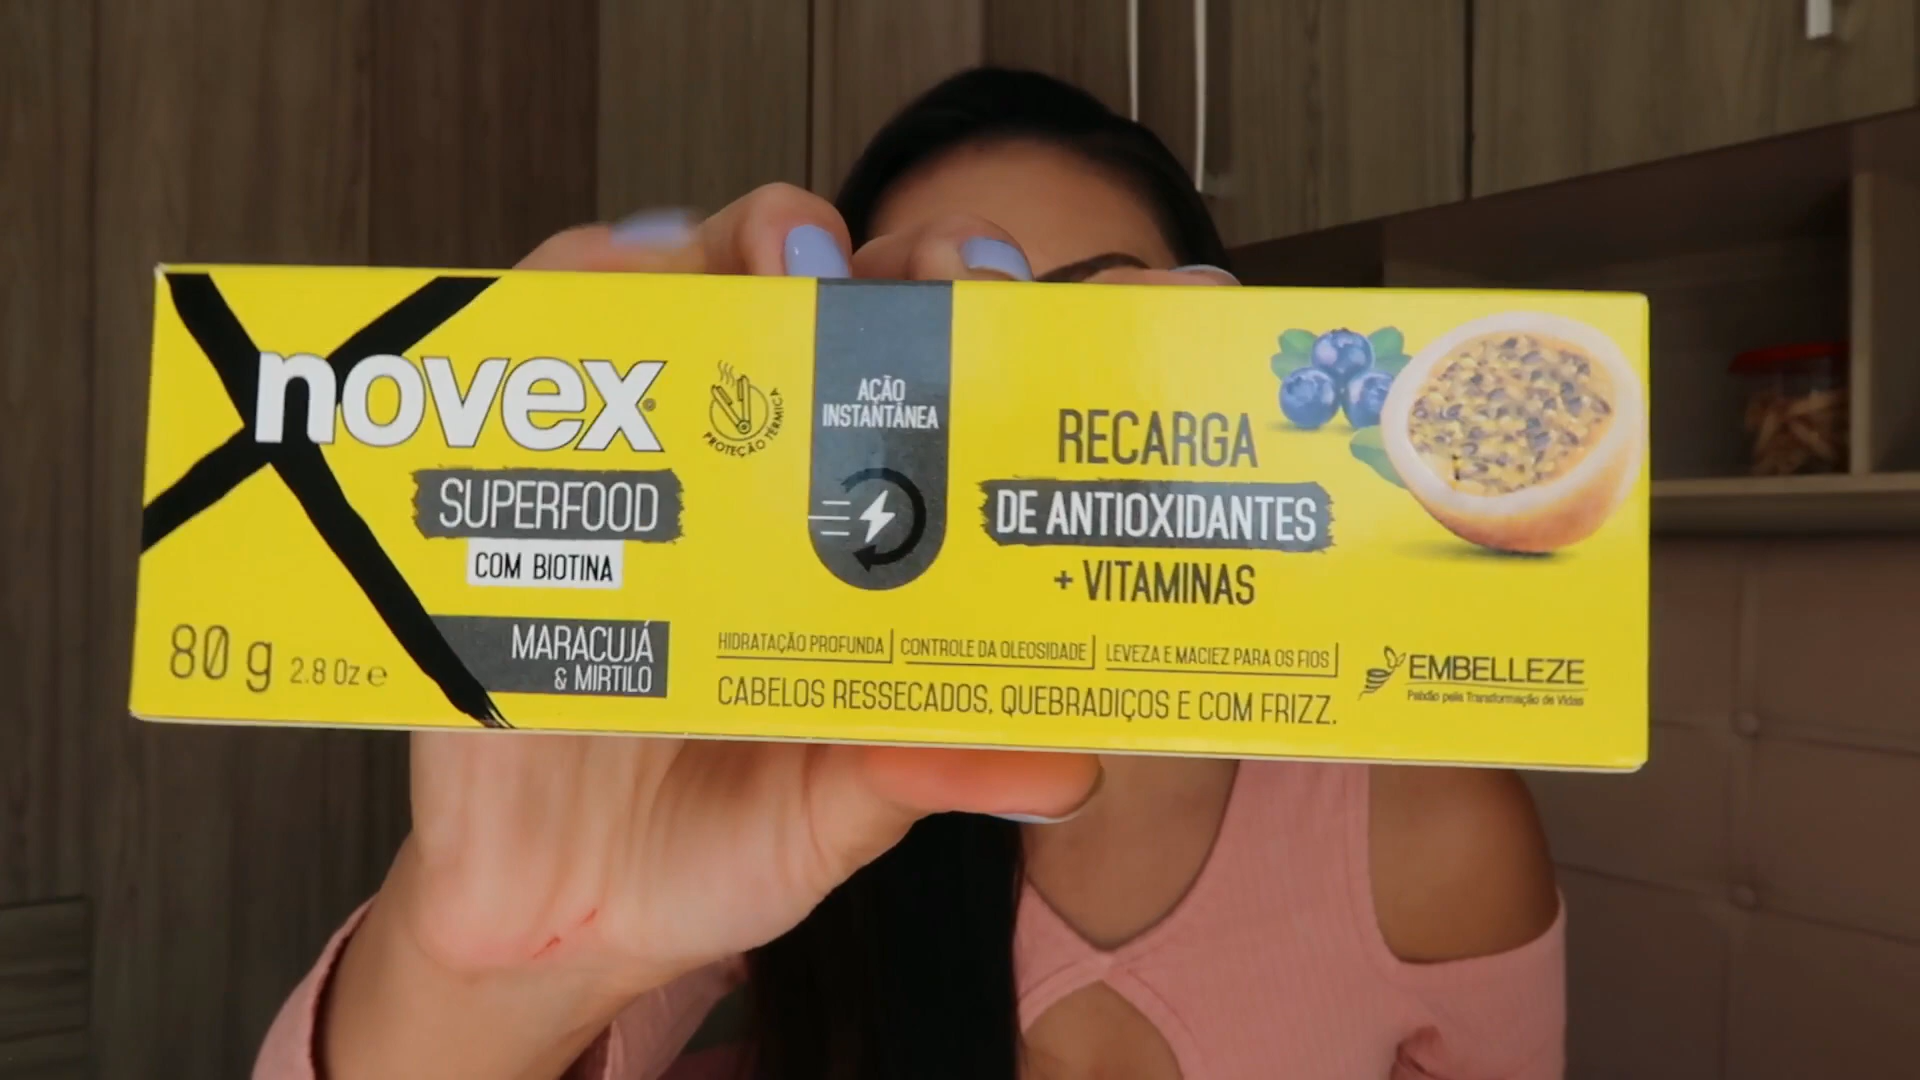 novex
SUPERFOOD
COM BIOTINA
MARACUJÁ
& MIRTILO
80 g 2.8 Oz e
PROTEÇÃO TÉRMICA
AÇÃO
INSTANTÂNEA
RECARGA
DE ANTIOXIDANTES
+ VITAMINAS
HIDRATAÇÃO PROFUNDA | CONTROLE DA OLEOSIDADE | LEVEZA E MACIEZ PARA OS FIOS
CABELOS RESSECADOS, QUEBRADIÇOS E COM FRIZZ.
EMBELLEZE
Paixão pela Transformação de Vidas